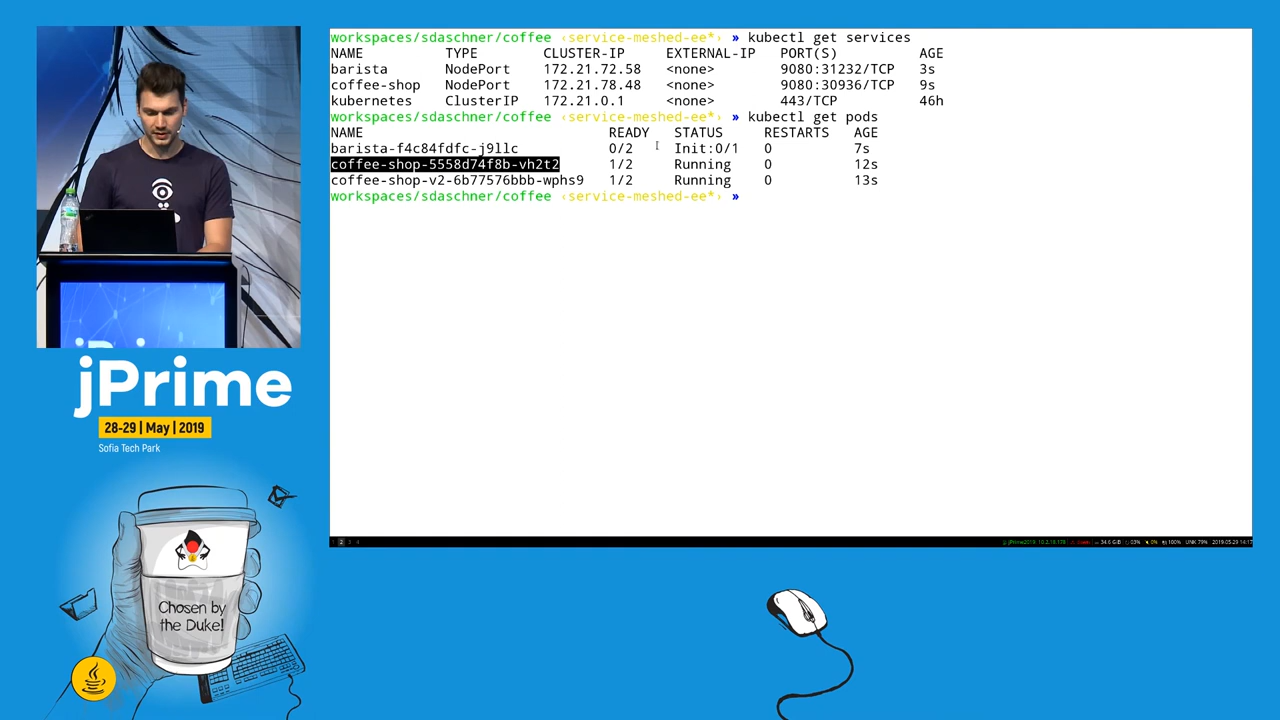 workspaces/sdaschner/coffee ‹service-meshed-ee*› » kubectl get services
NAME TYPE CLUSTER-IP EXTERNAL-IP PORT(S) AGE
barista NodePort 172.21.72.58 <none> 9080:31232/TCP 3s
coffee-shop NodePort 172.21.78.48 <none> 9080:30936/TCP 9s
kubernetes ClusterIP 172.21.0.1 <none> 443/TCP 46h
workspaces/sdaschner/coffee ‹service-meshed-ee*› » kubectl get pods
NAME READY STATUS RESTARTS AGE
barista-f4c84fdfc-j9llc 0/2 Init:0/1 0 7s
coffee-shop-5558d74f8b-vh2t2 1/2 Running 0 12s
coffee-shop-v2-6b77576bbb-wphs9 1/2 Running 0 13s
workspaces/sdaschner/coffee ‹service-meshed-ee*› »
jPrime
28-29 | May | 2019
Sofia Tech Park
Chosen by
the Duke!